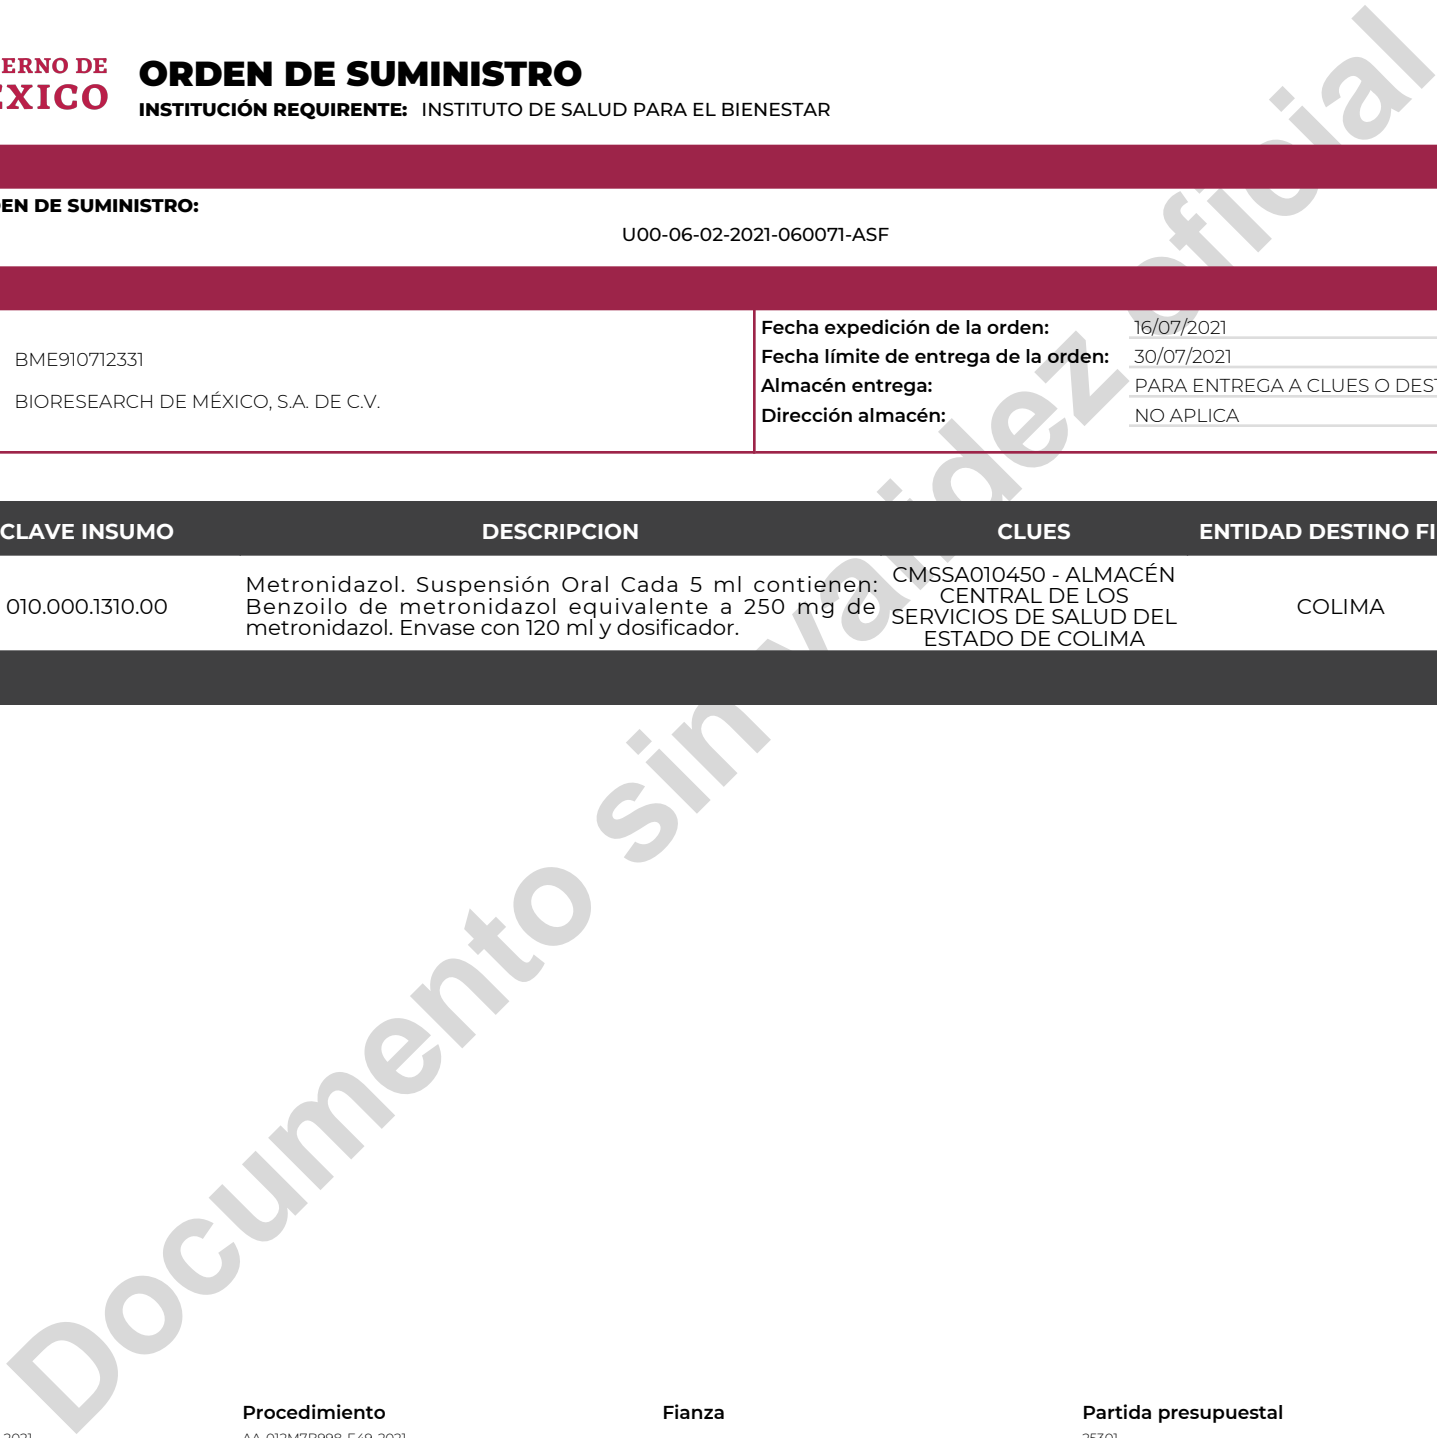 ERNO DE
ÉXICO
ORDEN DE SUMINISTRO
INSTITUCIÓN REQUIRENTE: INSTITUTO DE SALUD PARA EL BIENESTAR
EN DE SUMINISTRO:
U00-06-02-2021-060071-ASF
BME910712331
BIORESEARCH DE MÉXICO, S.A. DE C.V.
Fecha expedición de la orden: 16/07/2021
Fecha límite de entrega de la orden: 30/07/2021
Almacén entrega: PARA ENTREGA A CLUES O DEST
Dirección almacén: NO APLICA
CLAVE INSUMO DESCRIPCION CLUES ENTIDAD DESTINO FI
010.000.1310.00
Metronidazol. Suspensión Oral Cada 5 ml contienen:
Benzoilo de metronidazol equivalente a 250 mg de
metronidazol. Envase con 120 ml y dosificador.
CMSSA010450 - ALMACÉN
CENTRAL DE LOS
SERVICIOS DE SALUD DEL
ESTADO DE COLIMA
COLIMA
Documento sin validez oficial
Procedimiento Fianza Partida presupuestal